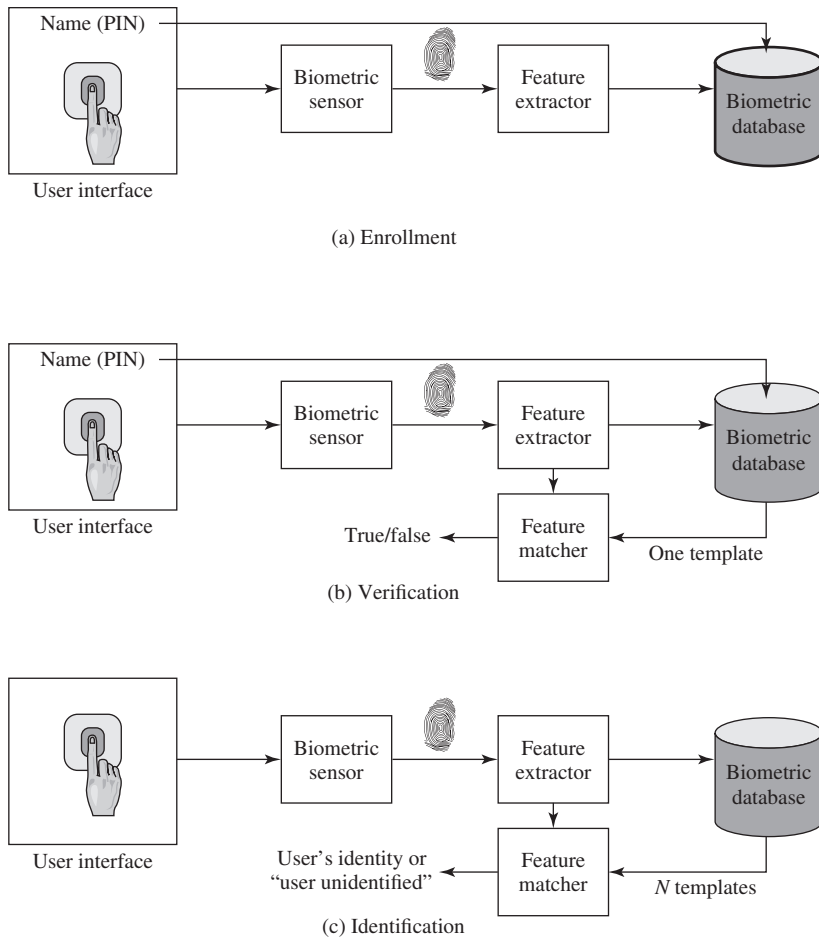 Name (PIN)
Biometric
sensor
Feature
extractor
Biometric
database
User interface
(a) Enrollment
Name (PIN)
Biometric
sensor
Feature
extractor
Biometric
database
User interface
True/false
Feature
matcher
One template
(b) Verification
Biometric
sensor
Feature
extractor
Biometric
database
User interface
User’s identity or
“user unidentified”
Feature
matcher
N templates
(c) Identification